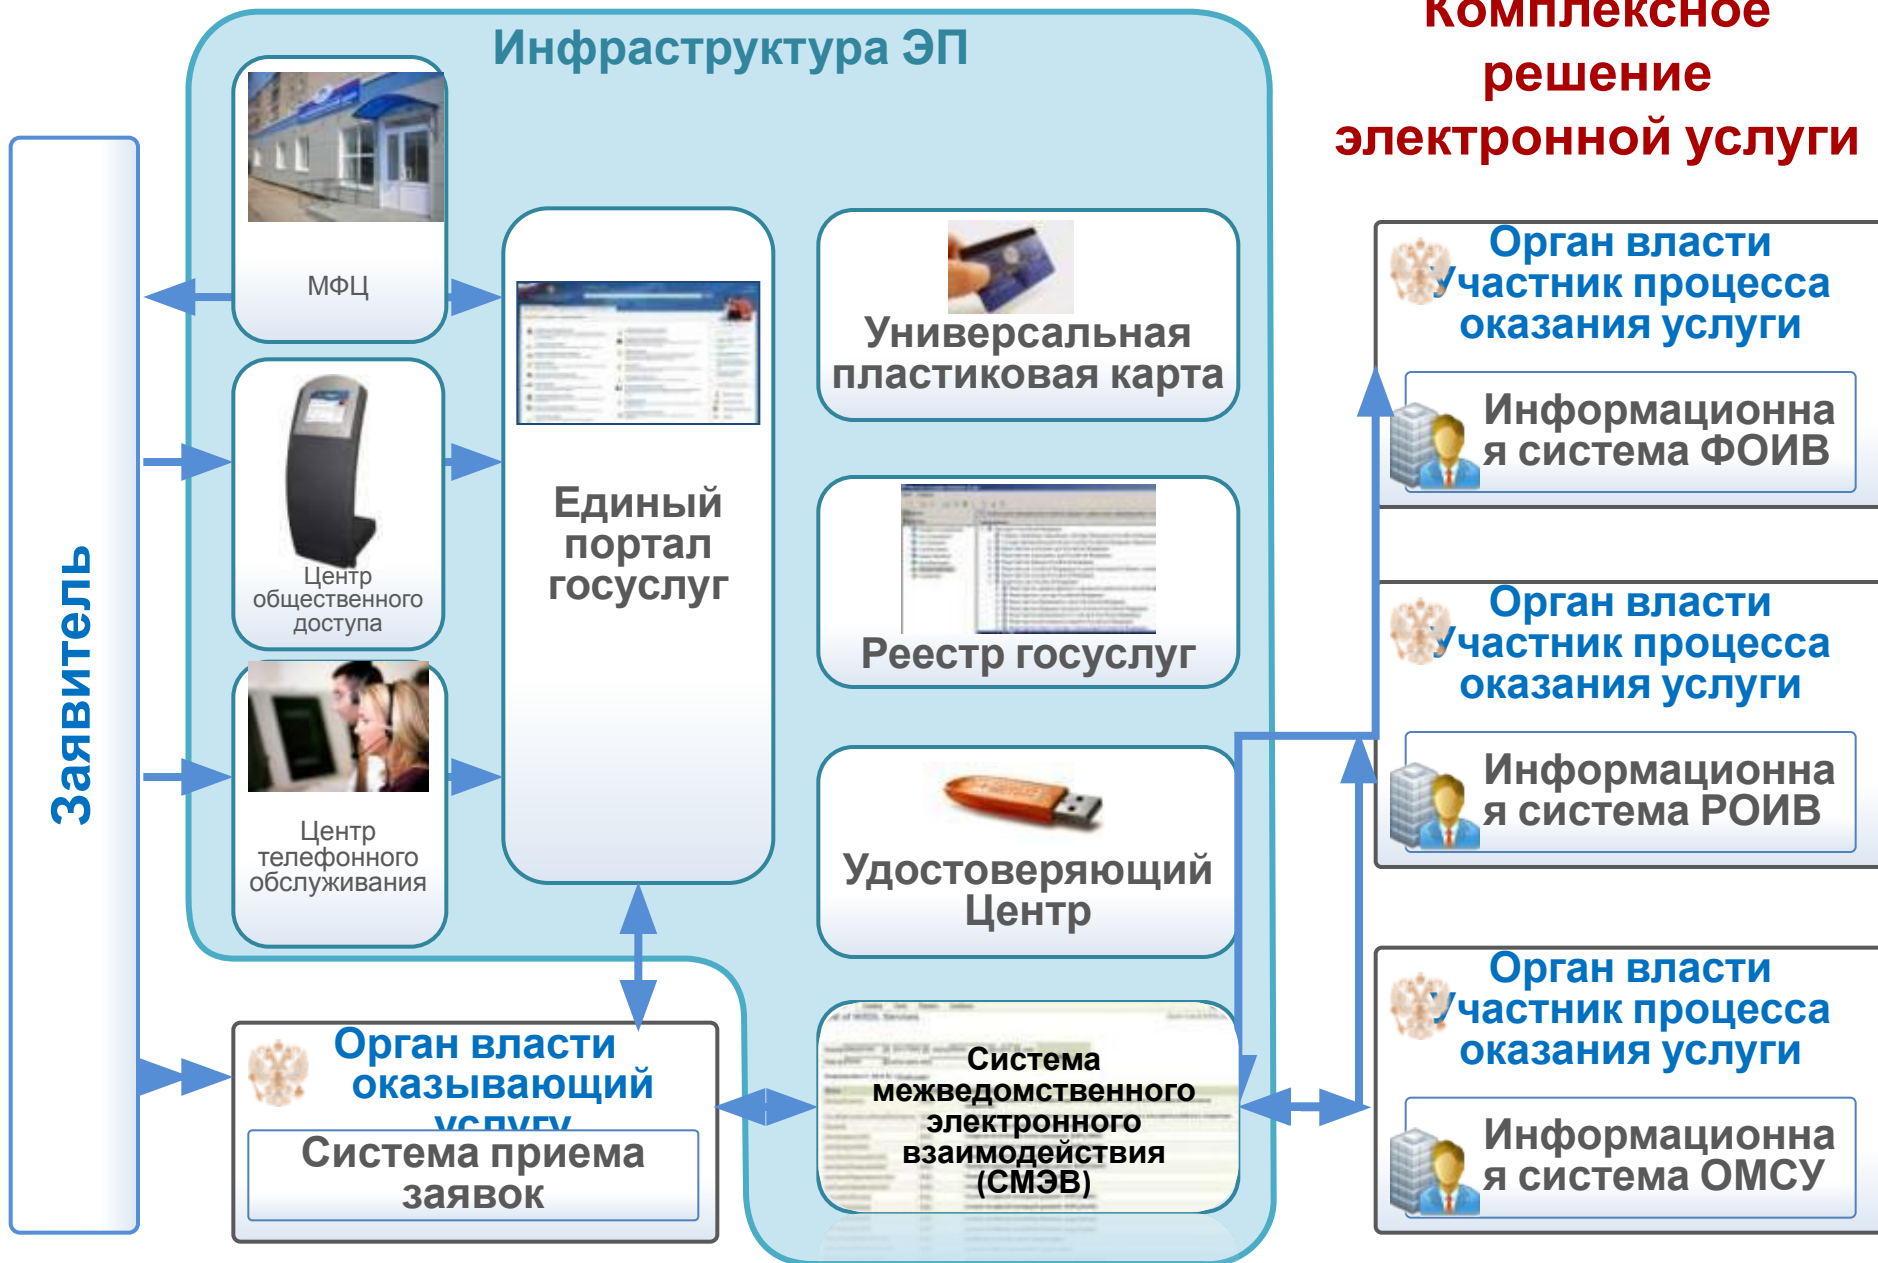 Комплексное
решение
электронной услуги
Инфраструктура ЭП
Заявитель
МФЦ
Центр
общественного
доступа
Центр
телефонного
обслуживания
Единый
портал
госуслуг
Универсальная
пластиковая карта
Реестр госуслуг
Удостоверяющий
Центр
Система
межведомственного
электронного
взаимодействия
(СМЭВ)
Орган власти
оказывающий
услугу
Система приема
заявок
Орган власти
Участник процесса
оказания услуги
Информационна
я система ФОИВ
Орган власти
Участник процесса
оказания услуги
Информационна
я система РОИВ
Орган власти
Участник процесса
оказания услуги
Информационна
я система ОМСУ